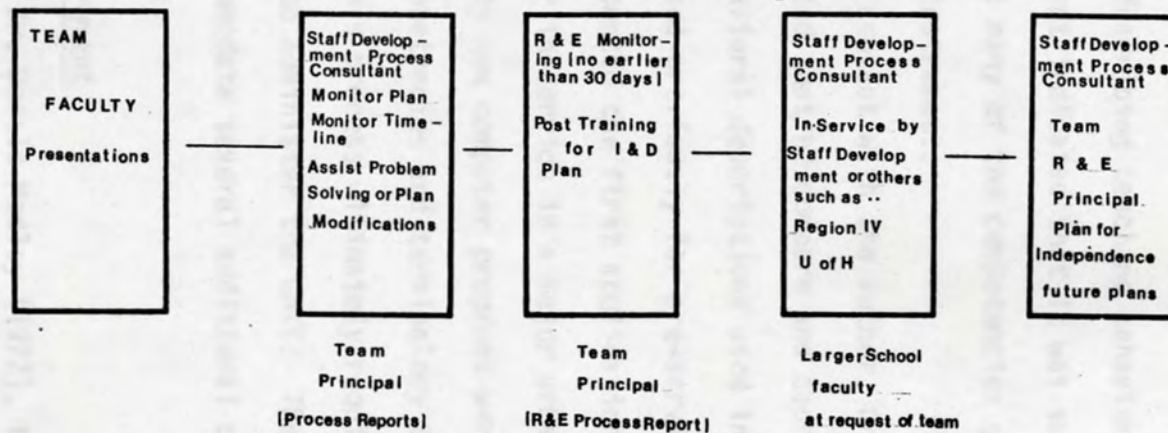 TEAM
FACULTY
Presentations
Staff Develop-
ment Process
Consultant
Monitor Plan
Monitor Time-
line
Assist Problem
Solving or Plan
Modifications
Team
Principal
[Process Reports]
R & E Monitor-
ing [no earlier
than 30 days]
Post Training
for I & D
Plan
Team
Principal
[R&E Process Report]
Staff Develop-
ment Process
Consultant
In-Service by
Staff Develop
ment or others
such as ··
Region IV
U of H
Larger School
faculty
at request of team
Staff Develop-
ment Process
Consultant
Team
R & E
Principal
Plan for
Independence
future plans